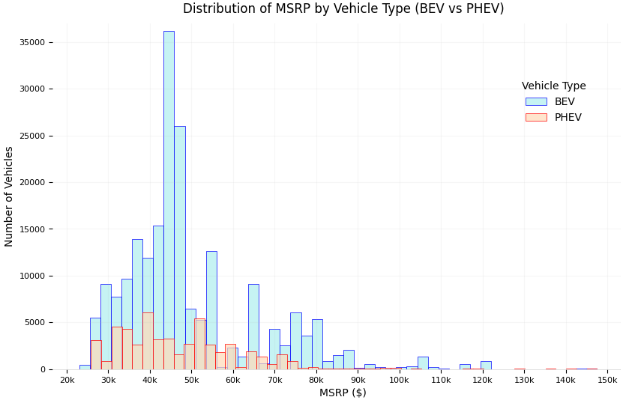 Distribution of MSRP by Vehicle Type (BEV vs PHEV)
Number of Vehicles
35000
30000
25000
20000
15000
10000
5000
0
Vehicle Type
BEV
PHEV
20k 30k 40k 50k 60k 70k 80k 90k 100k 110k 120k 130k 140k 150k
MSRP ($)